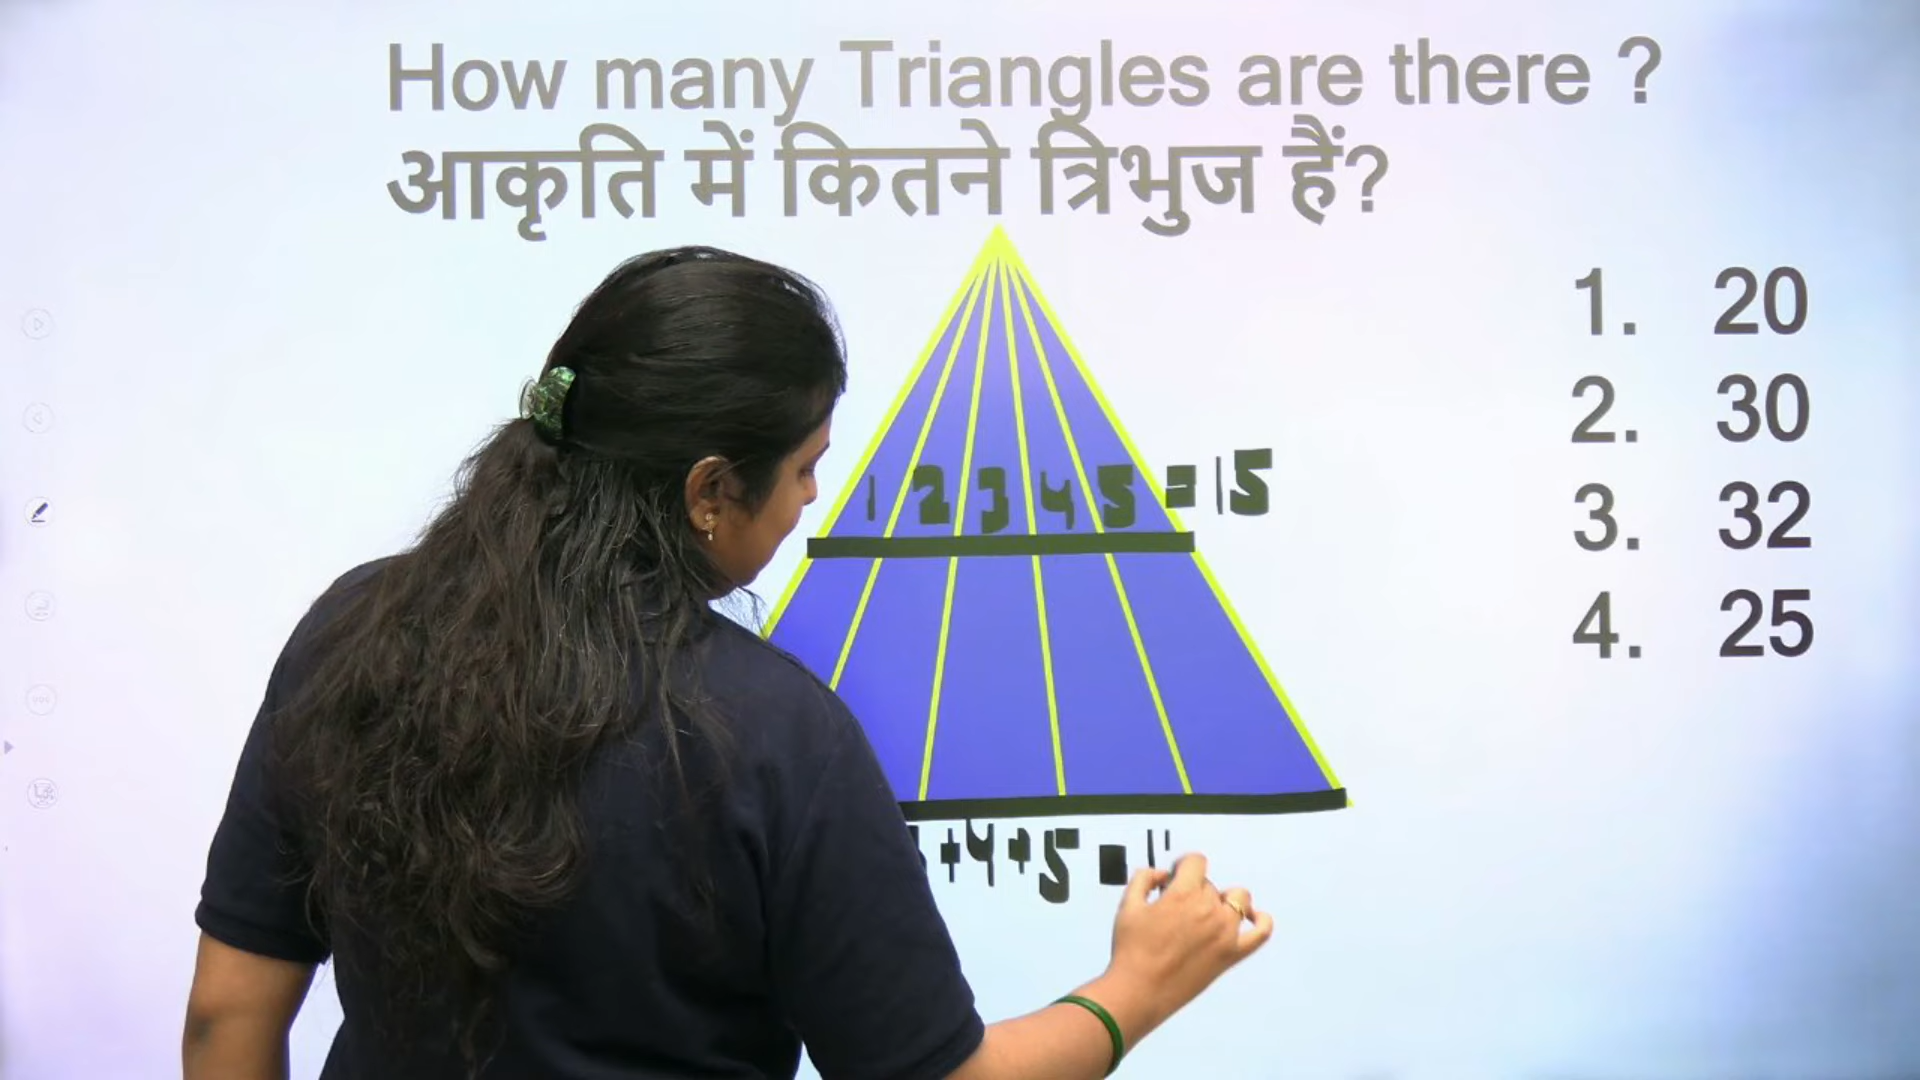 How many Triangles are there ?
आकृति में कितने त्रिभुज हैं?
1. 20
2. 30
3. 32
4. 25
1 2 3 4 5 = 15
+4+5 =